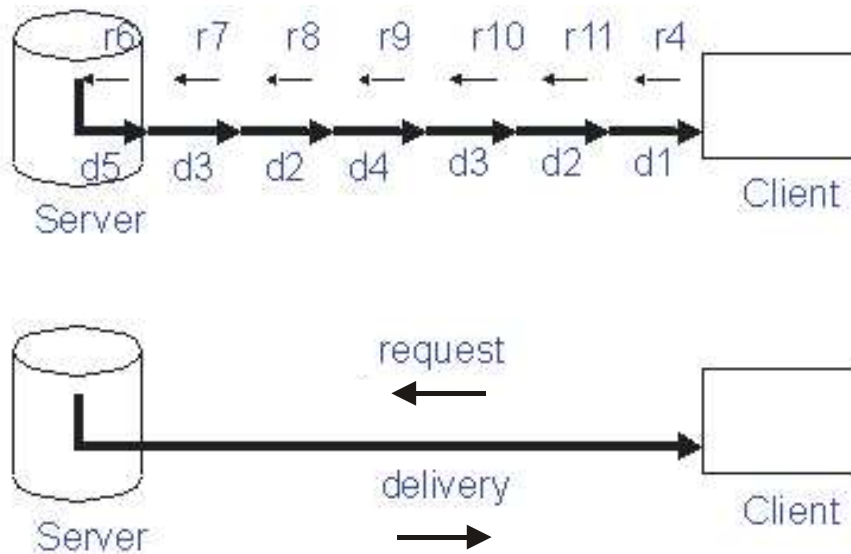 r6 r7 r8 r9 r10 r11 r4
d5 d3 d2 d4 d3 d2 d1
Server Client
request
delivery
Server Client